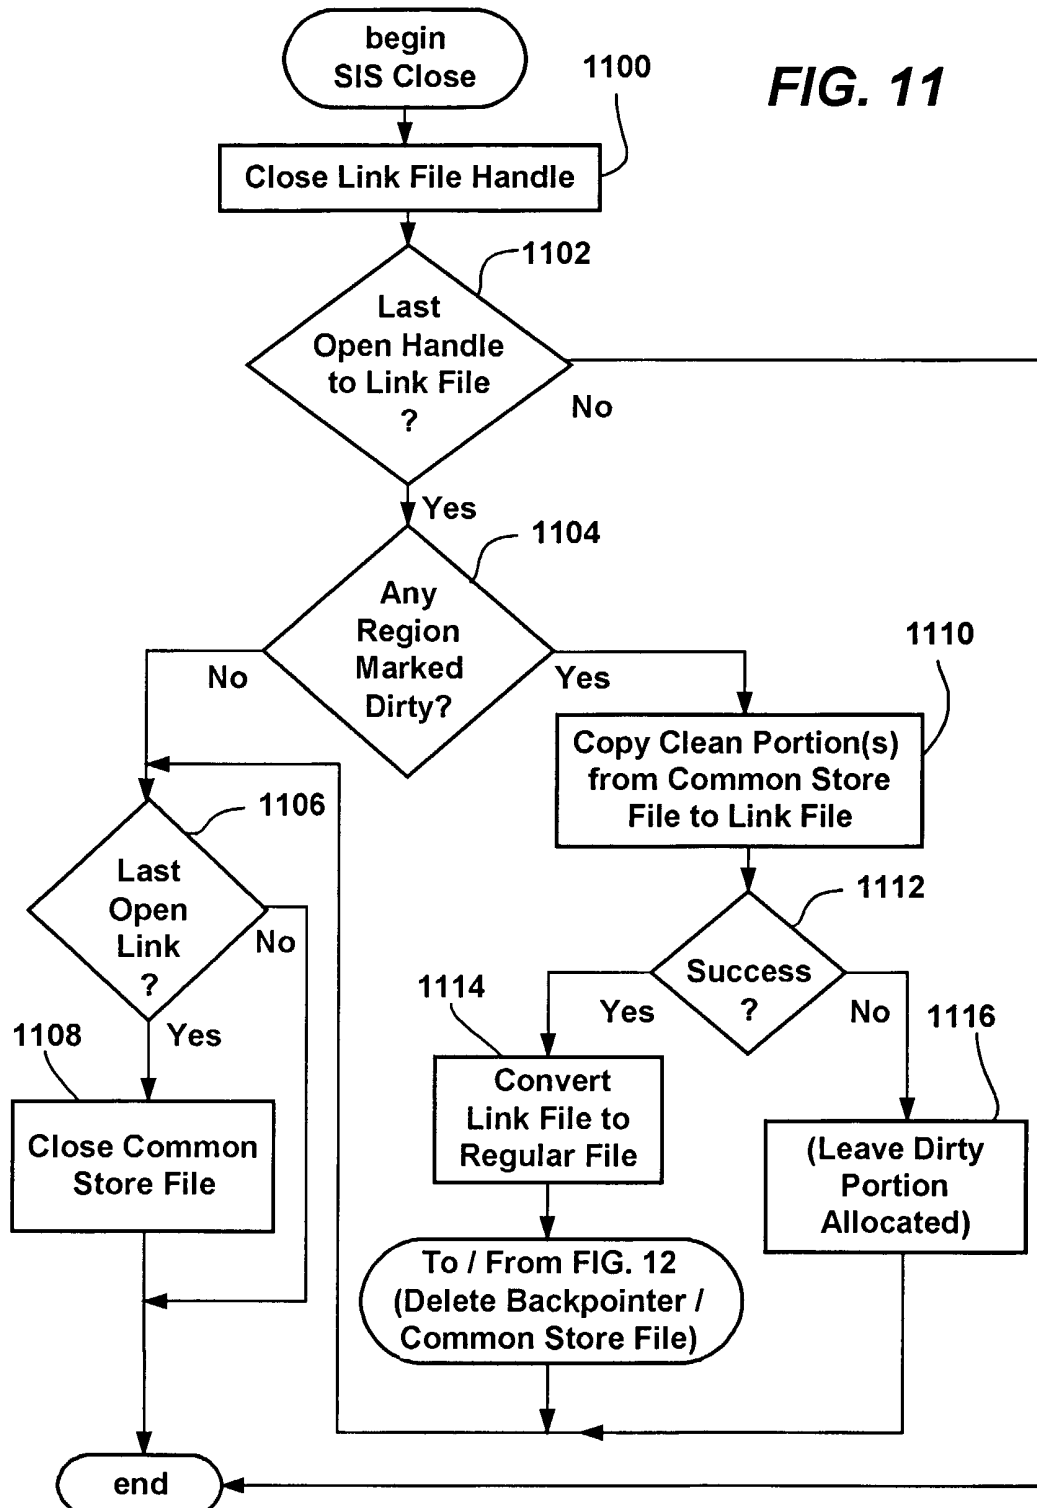 begin
SIS Close
1100
FIG. 11
Close Link File Handle
1102
Last
Open Handle
to Link File
?
No
Yes
1104
Any
Region
Marked
Dirty?
No
Yes
1110
Copy Clean Portion(s)
from Common Store
File to Link File
1106
Last
Open
Link
?
No
Yes
1112
Success
?
Yes
No
1108
Close Common
Store File
1114
Convert
Link File to
Regular File
1116
(Leave Dirty
Portion
Allocated)
To / From FIG. 12
(Delete Backpointer /
Common Store File)
end